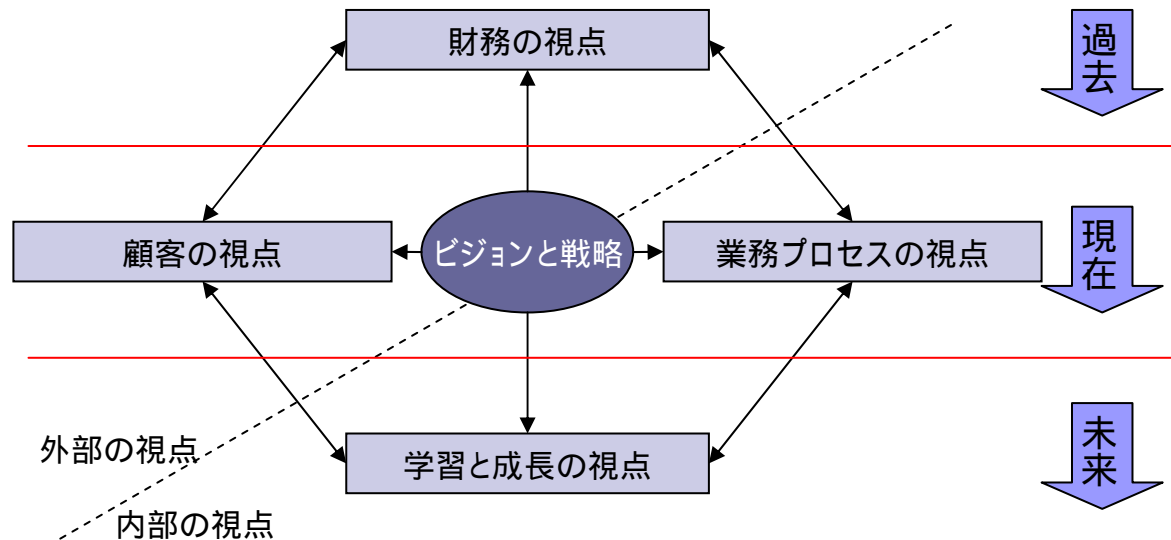 財務の視点
過去
顧客の視点
ビジョンと戦略
業務プロセスの視点
現在
外部の視点
学習と成長の視点
未来
内部の視点